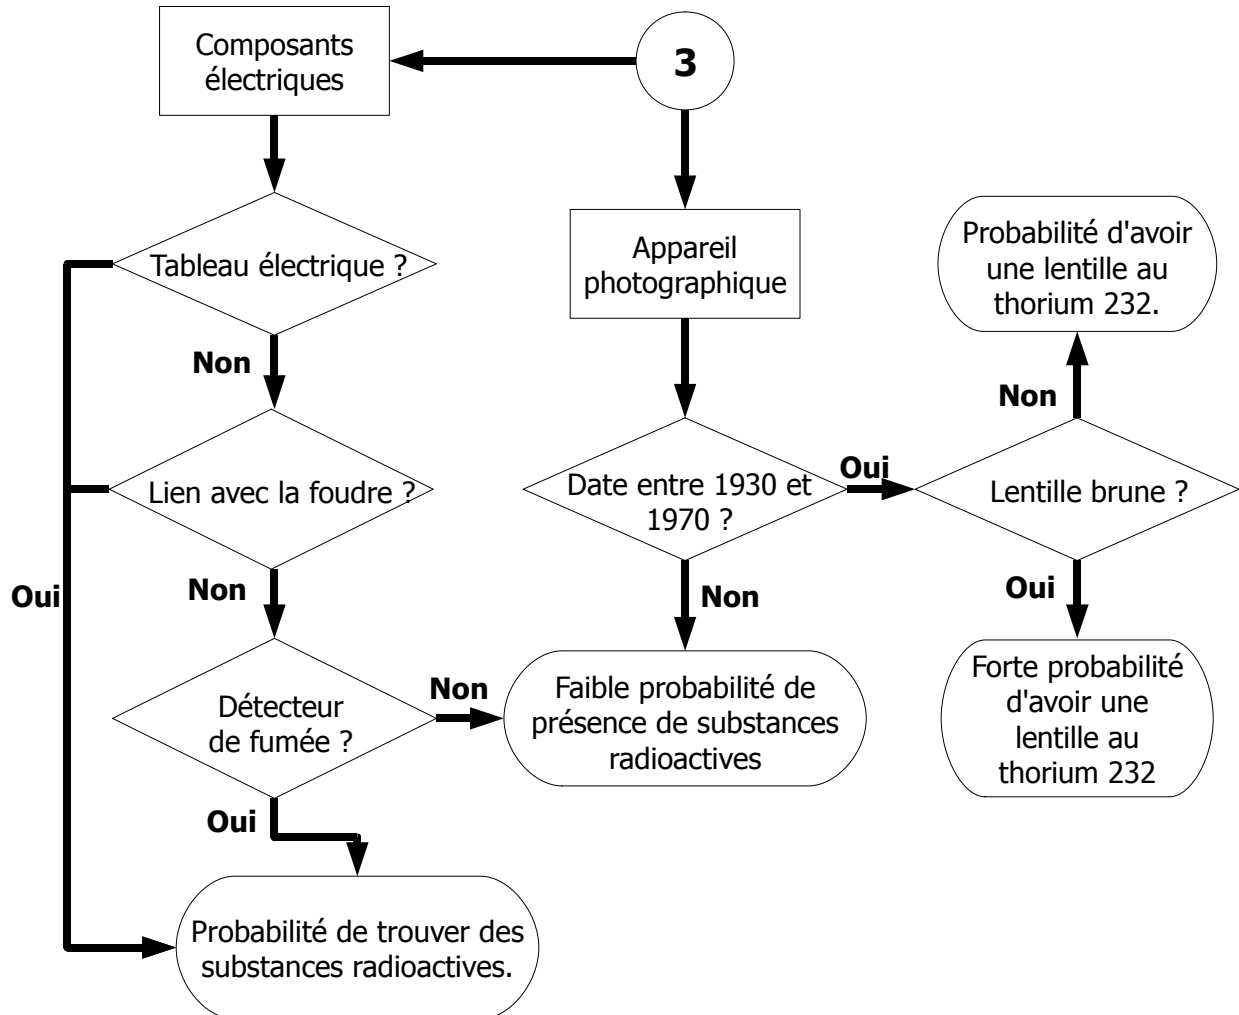 Composants
électriques
3
Tableau électrique ?
Appareil
photographique
Probabilité d'avoir
une lentille au
thorium 232.
Non
Non
Lien avec la foudre ?
Date entre 1930 et
1970 ?
Oui
Lentille brune ?
Oui
Non
Non
Oui
Détecteur
de fumée ?
Non
Faible probabilité de
présence de substances
radioactives
Forte probabilité
d'avoir une
lentille au
thorium 232
Oui
Probabilité de trouver des
substances radioactives.